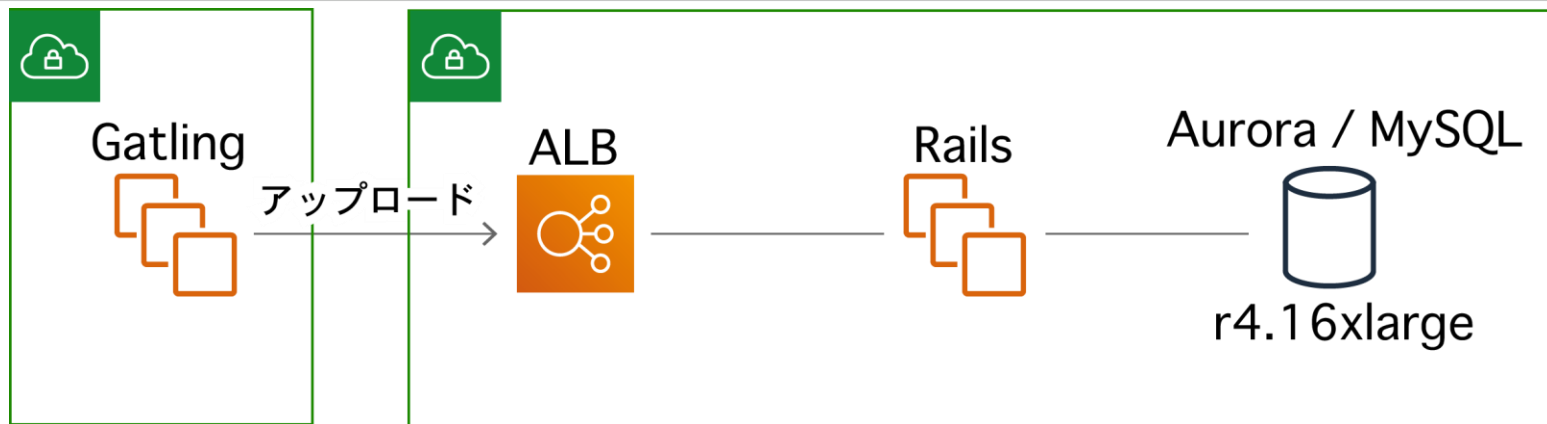 Gatling
アップロード
ALB
Rails
Aurora / MySQL
r4.16xlarge